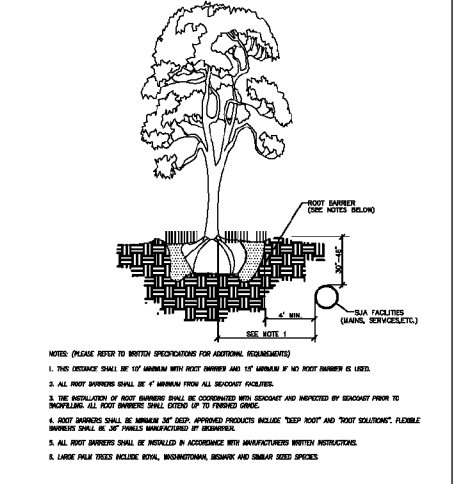 ROOT BARRIER
(SEE NOTES BELOW)
30"-48"
4' MIN.
SJA FACILITIES
(MAINS, SERVICES,ETC.)
SEE NOTE 1
NOTES: (PLEASE REFER TO WRITTEN SPECIFICATIONS FOR ADDITIONAL REQUIREMENTS)
1. THIS DISTANCE SHALL BE 10' MINIMUM WITH ROOT BARRIER AND 15' MINIMUM IF NO ROOT BARRIER IS USED.
2. ALL ROOT BARRIERS SHALL BE 4' MINIMUM FROM ALL SEACOAST FACILITIES.
3. THE INSTALLATION OF ROOT BARRIERS SHALL BE COORDINATED WITH SEACOAST AND INSPECTED BY SEACOAST PRIOR TO
BACKFILLING. ALL ROOT BARRIERS SHALL EXTEND UP TO FINISHED GRADE.
4. ROOT BARRIERS SHALL BE MINIMUM 36" DEEP. APPROVED PRODUCTS INCLUDE "DEEP ROOT" AND "ROOT SOLUTIONS". FLEXIBLE
BARRIERS SHALL BE 36" PANELS MANUFACTURED BY BIOBARRIER.
5. ALL ROOT BARRIERS SHALL BE INSTALLED IN ACCORDANCE WITH MANUFACTURERS WRITTEN INSTRUCTIONS.
6. LARGE PALM TREES INCLUDE ROYAL, WASHINGTONIAN, BISMARK AND SIMILAR SIZED SPECIES.